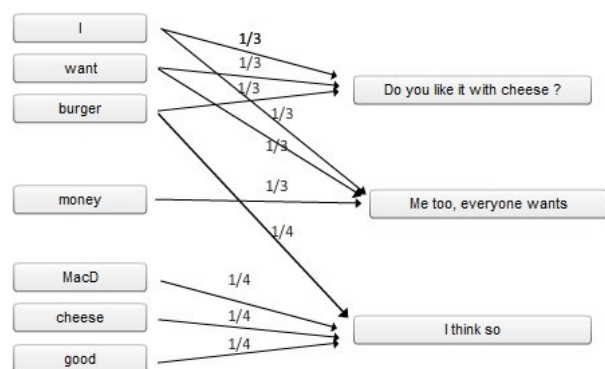 I
want
burger
money
MacD
cheese
good
1/3
1/3
1/3
1/3
1/3
1/3
1/4
1/4
1/4
1/4
Do you like it with cheese ?
Me too, everyone wants
I think so